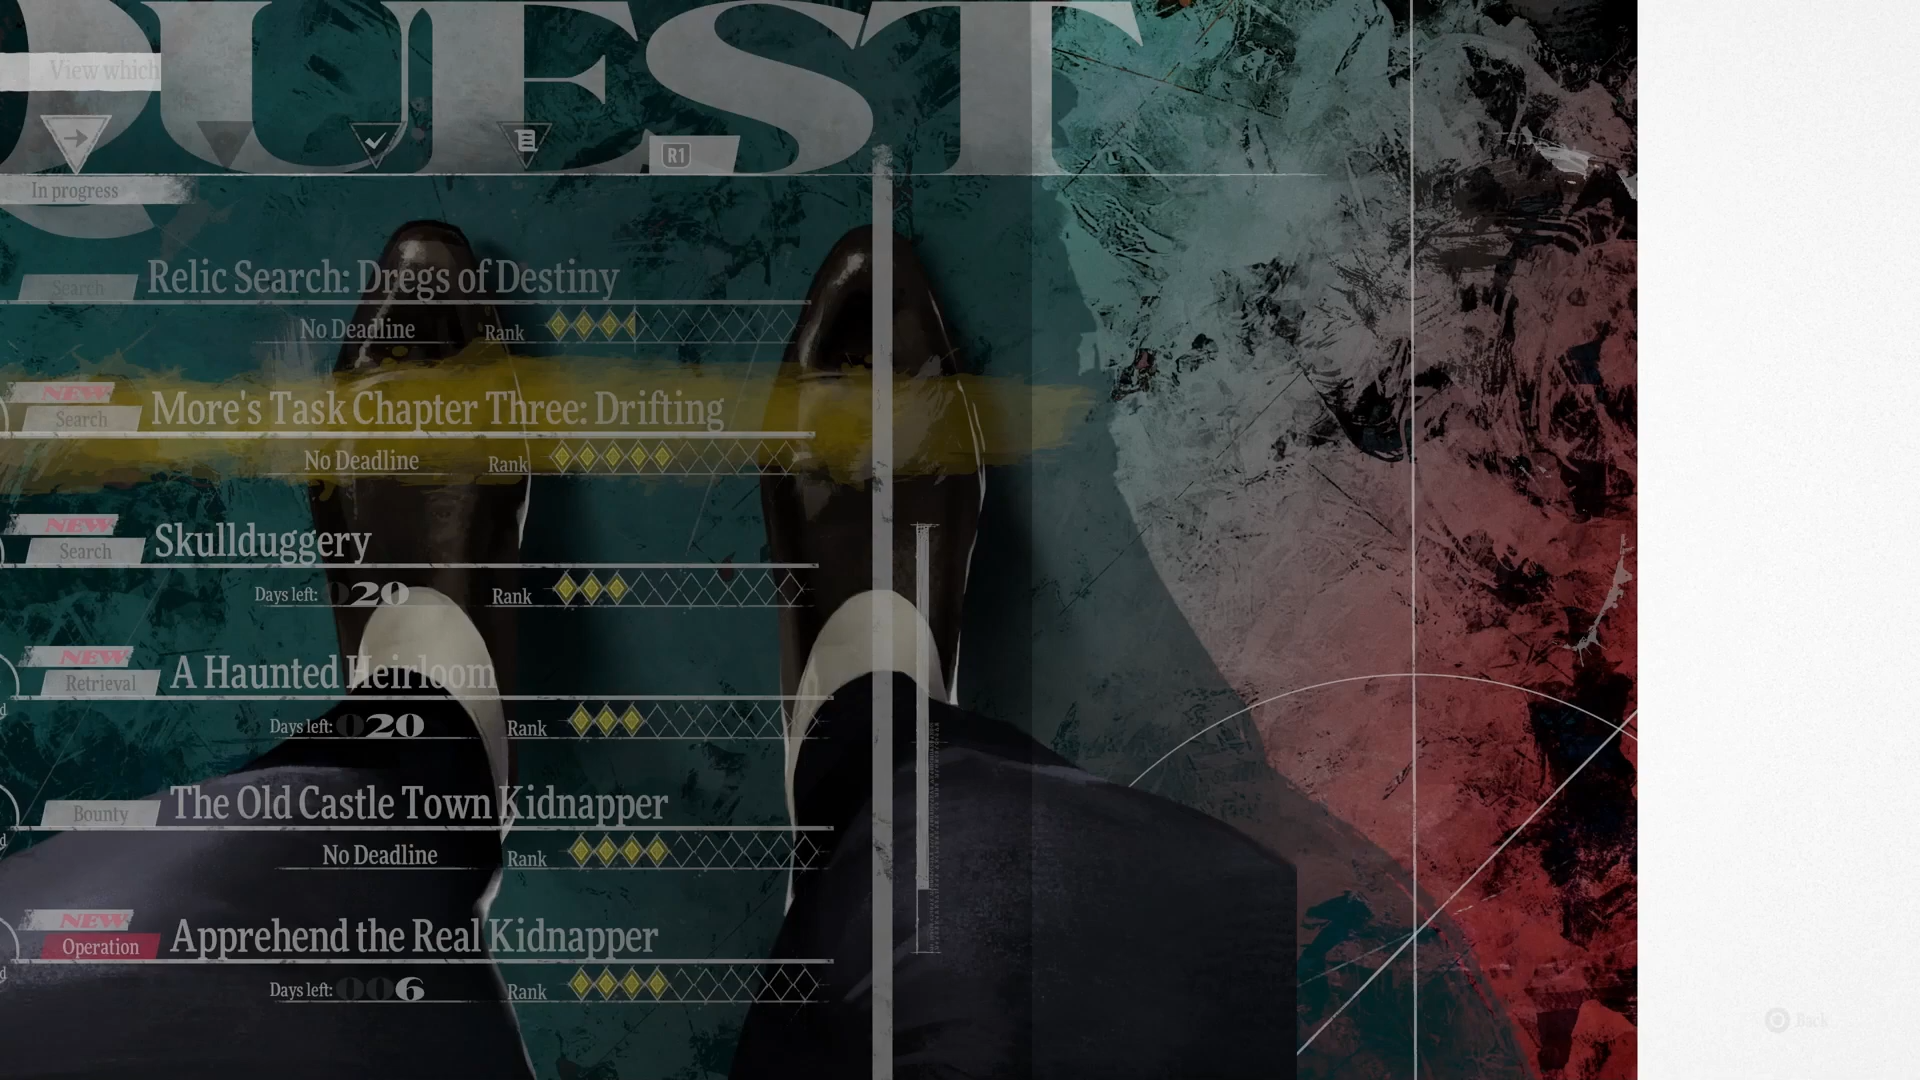 QUEST
View which
R1
In progress
Search
Relic Search: Dregs of Destiny
No Deadline
Rank
NEW
Search
More's Task Chapter Three: Drifting
No Deadline
Rank
NEW
Search
Skullduggery
Days left: 020
Rank
NEW
Retrieval
A Haunted Heirloom
Days left: 020
Rank
Bounty
The Old Castle Town Kidnapper
No Deadline
Rank
NEW
Operation
Apprehend the Real Kidnapper
Days left: 006
Rank
Back